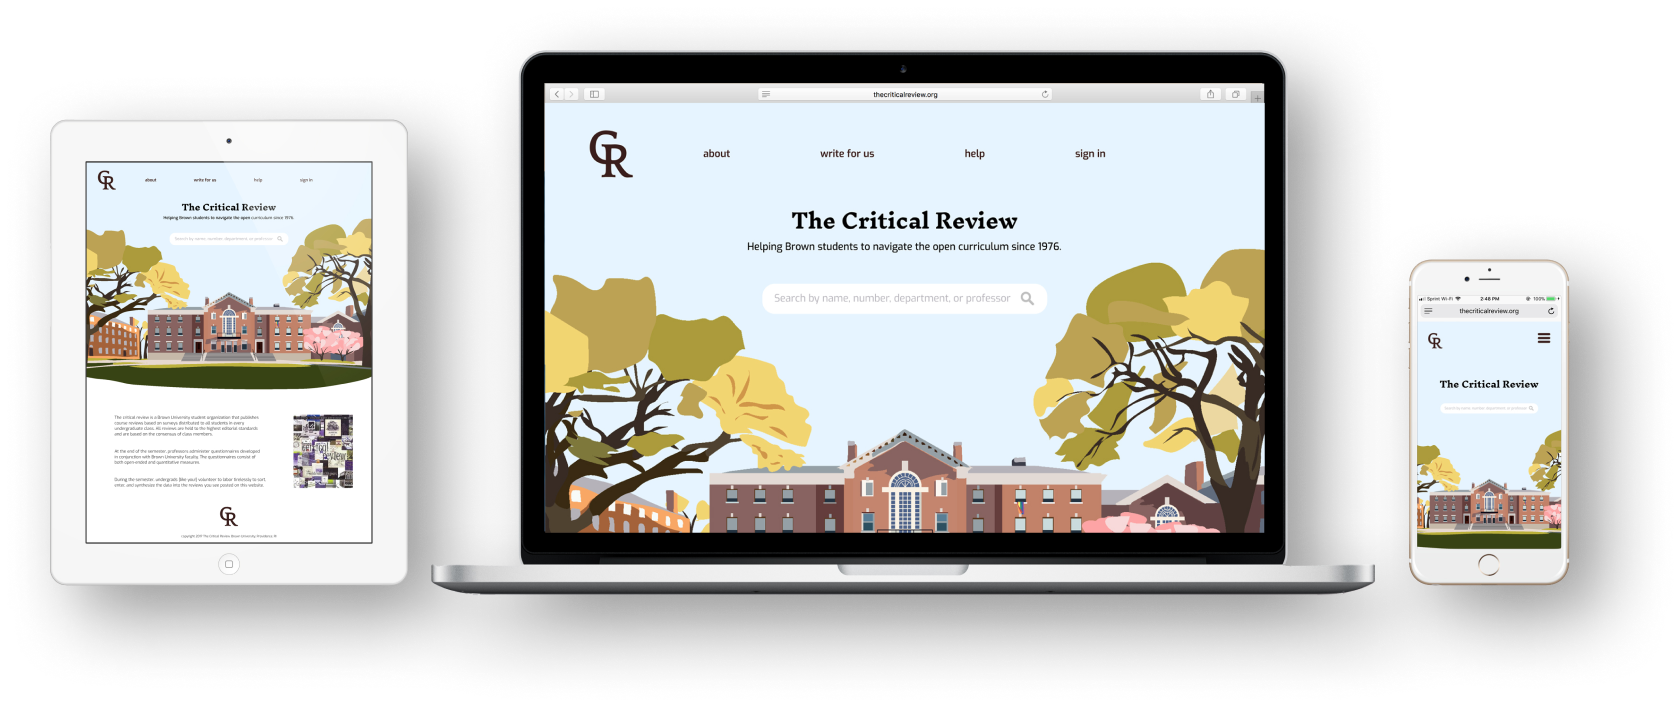 CR
about
write for us
help
sign in
The Critical Review
Helping Brown students to navigate the open curriculum since 1976.
Search by name, number, department, or professor
The critical review is a Brown University student organization that publishes
course reviews based on surveys distributed to all students in every
undergraduate class. All reviews are held to the highest editorial standards
and are based on the consensus of class members.
At the end of the semester, professors administer questionnaires developed
in conjunction with Brown University faculty. The questionnaires consist of
both open-ended and quantitative measures.
During the semester, undergrads (like you!) volunteer to labor tirelessly to sort,
enter, and synthesize the data into the reviews you see posted on this website.
CR
thecriticalreview.org
CR
about
write for us
help
sign in
The Critical Review
Helping Brown students to navigate the open curriculum since 1976.
Search by name, number, department, or professor
Sprint Wi-Fi
2:48 PM
100%
thecriticalreview.org
CR
The Critical Review
Search by name, number, department, or professor